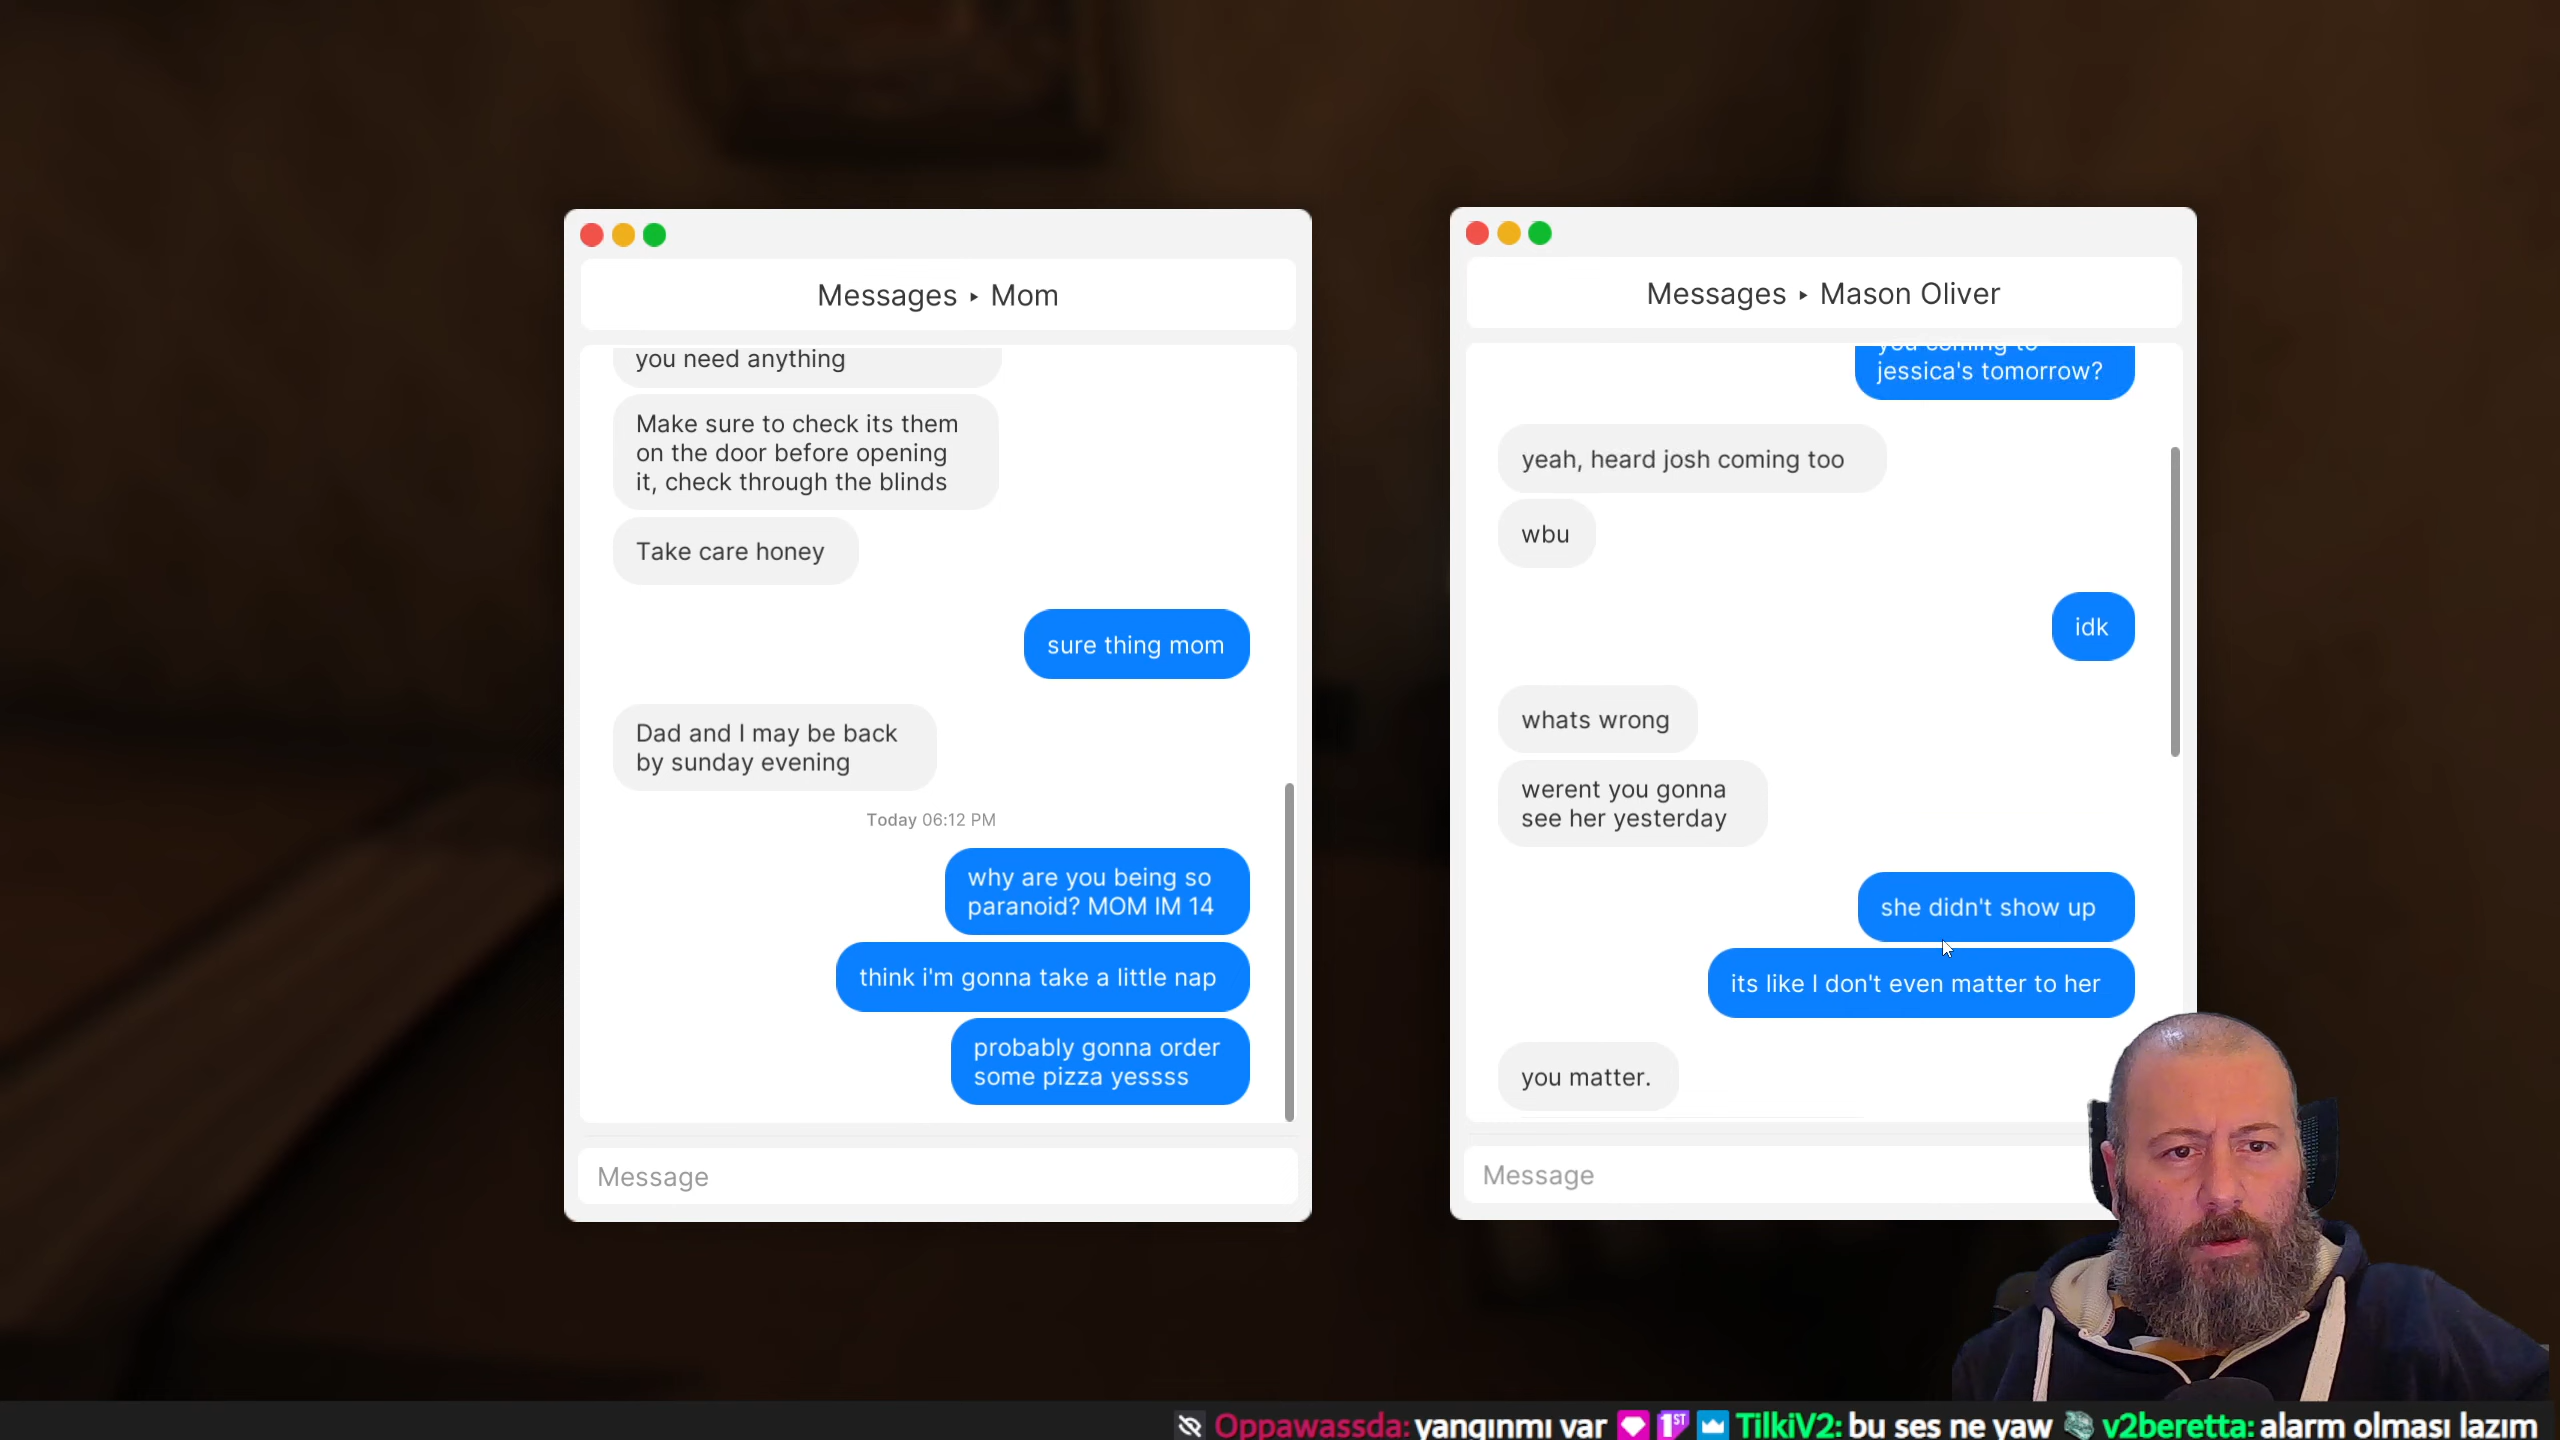 Messages ▸ Mom
you need anything
Make sure to check its them
on the door before opening
it, check through the blinds
Take care honey
sure thing mom
Dad and I may be back
by sunday evening
Today 06:12 PM
why are you being so
paranoid? MOM IM 14
think i'm gonna take a little nap
probably gonna order
some pizza yessss
Message
Messages ▸ Mason Oliver
you coming to
jessica's tomorrow?
yeah, heard josh coming too
wbu
idk
whats wrong
werent you gonna
see her yesterday
she didn't show up
its like I don't even matter to her
you matter.
Message
Oppawassda: yangınmı var 1ST TilkiV2: bu ses ne yaw v2beretta: alarm olması lazım